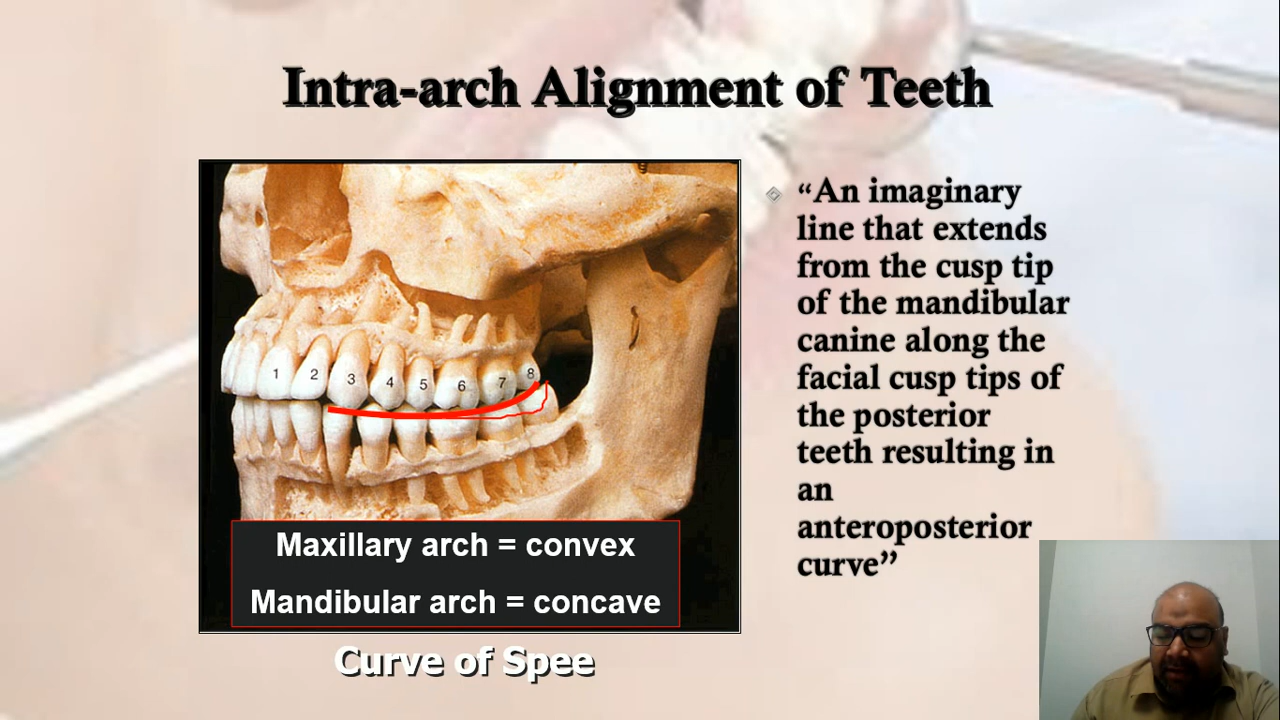 Intra-arch Alignment of Teeth
1 2 3 4 5 6 7 8
Maxillary arch = convex
Mandibular arch = concave
Curve of Spee
“An imaginary
line that extends
from the cusp tip
of the mandibular
canine along the
facial cusp tips of
the posterior
teeth resulting in
an
anteroposterior
curve”